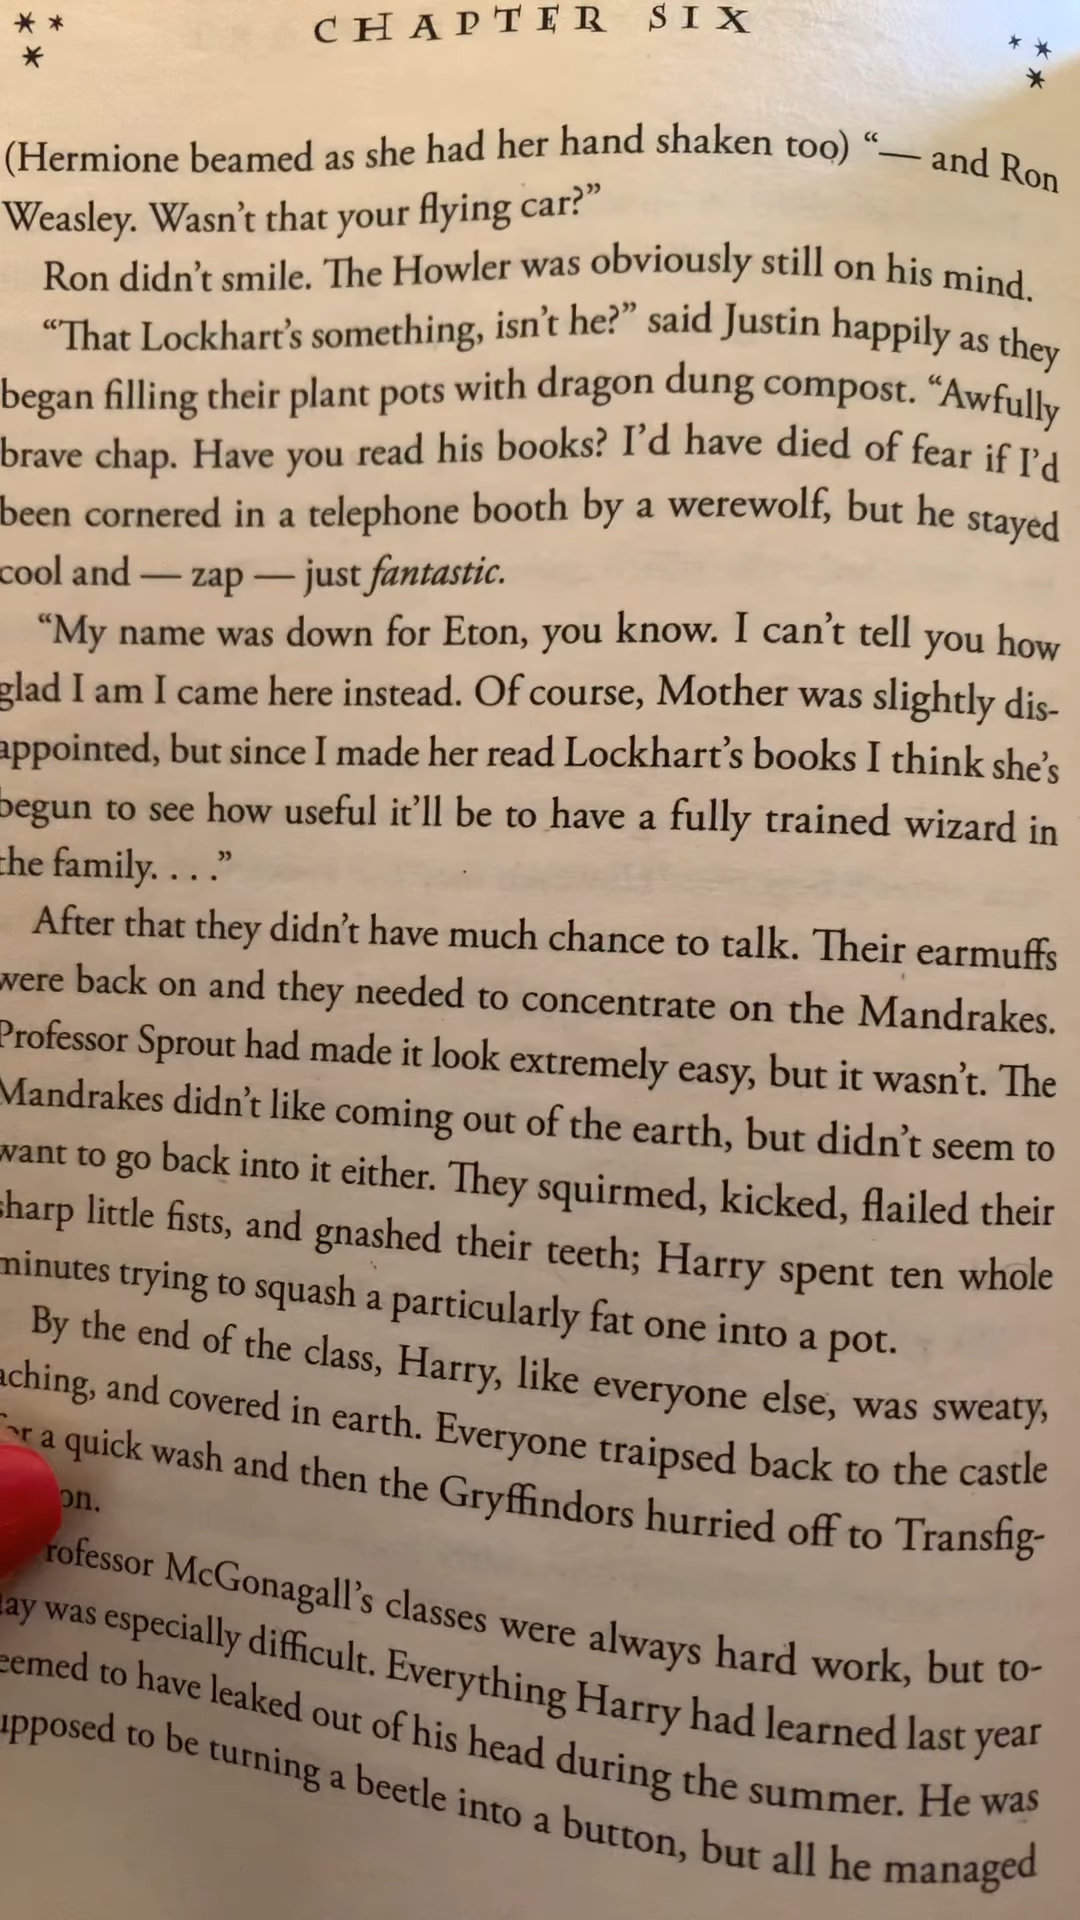 CHAPTER SIX
(Hermione beamed as she had her hand shaken too) “— and Ron
Weasley. Wasn’t that your flying car?”
Ron didn’t smile. The Howler was obviously still on his mind.
“That Lockhart’s something, isn’t he?” said Justin happily as they
began filling their plant pots with dragon dung compost. “Awfully
brave chap. Have you read his books? I’d have died of fear if I’d
been cornered in a telephone booth by a werewolf, but he stayed
cool and — zap — just fantastic.
“My name was down for Eton, you know. I can’t tell you how
glad I am I came here instead. Of course, Mother was slightly dis-
appointed, but since I made her read Lockhart’s books I think she’s
begun to see how useful it’ll be to have a fully trained wizard in
the family. . . .”
After that they didn’t have much chance to talk. Their earmuffs
were back on and they needed to concentrate on the Mandrakes.
Professor Sprout had made it look extremely easy, but it wasn’t. The
Mandrakes didn’t like coming out of the earth, but didn’t seem to
want to go back into it either. They squirmed, kicked, flailed their
sharp little fists, and gnashed their teeth; Harry spent ten whole
minutes trying to squash a particularly fat one into a pot.
By the end of the class, Harry, like everyone else, was sweaty,
aching, and covered in earth. Everyone traipsed back to the castle
for a quick wash and then the Gryffindors hurried off to Transfig-
on.
rofessor McGonagall’s classes were always hard work, but to-
day was especially difficult. Everything Harry had learned last year
eemed to have leaked out of his head during the summer. He was
upposed to be turning a beetle into a button, but all he managed